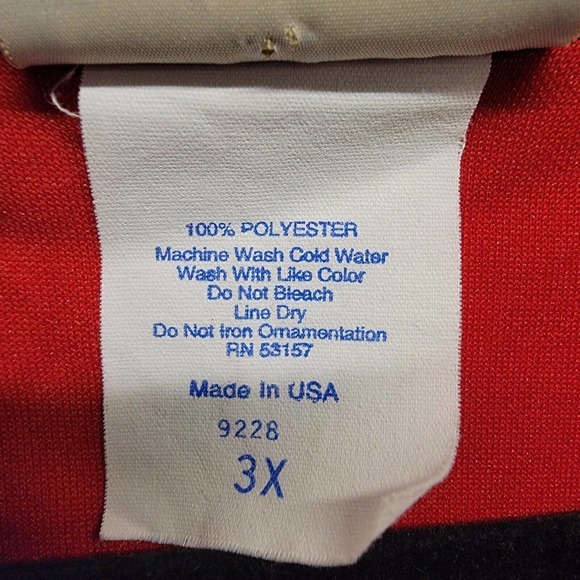 100% POLYESTER
Machine Wash Cold Water
Wash With Like Color
Do Not Bleach
Line Dry
Do Not Iron Ornamentation
RN 53157
Made In USA
9228
3X